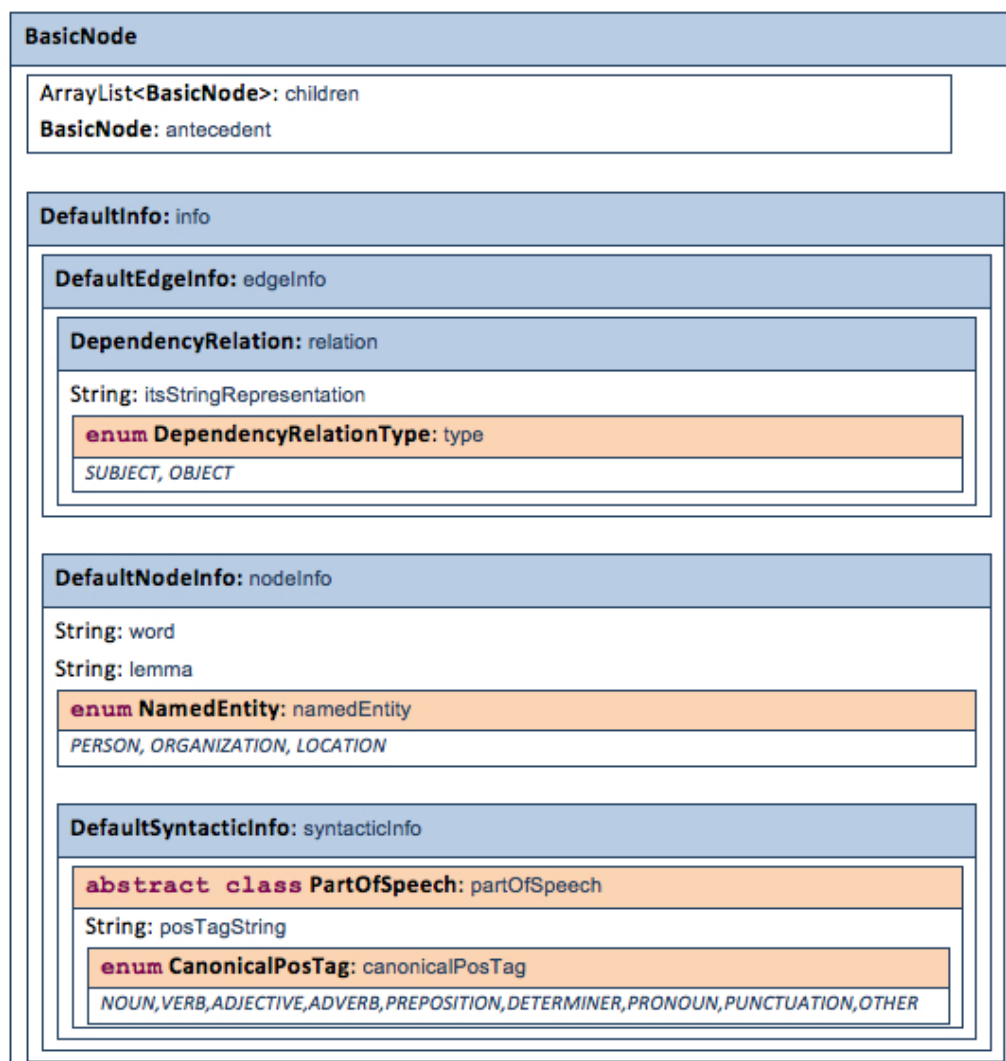 BasicNode
ArrayList<BasicNode>: children
BasicNode: antecedent
DefaultInfo: info
DefaultEdgeInfo: edgeInfo
DependencyRelation: relation
String: itsStringRepresentation
enum DependencyRelationType: type
SUBJECT, OBJECT
DefaultNodeInfo: nodeInfo
String: word
String: lemma
enum NamedEntity: namedEntity
PERSON, ORGANIZATION, LOCATION
DefaultSyntacticInfo: syntacticInfo
abstract class PartOfSpeech: partOfSpeech
String: posTagString
enum CanonicalPosTag: canonicalPosTag
NOUN,VERB,ADJECTIVE,ADVERB,PREPOSITION,DETERMINER,PRONOUN,PUNCTUATION,OTHER